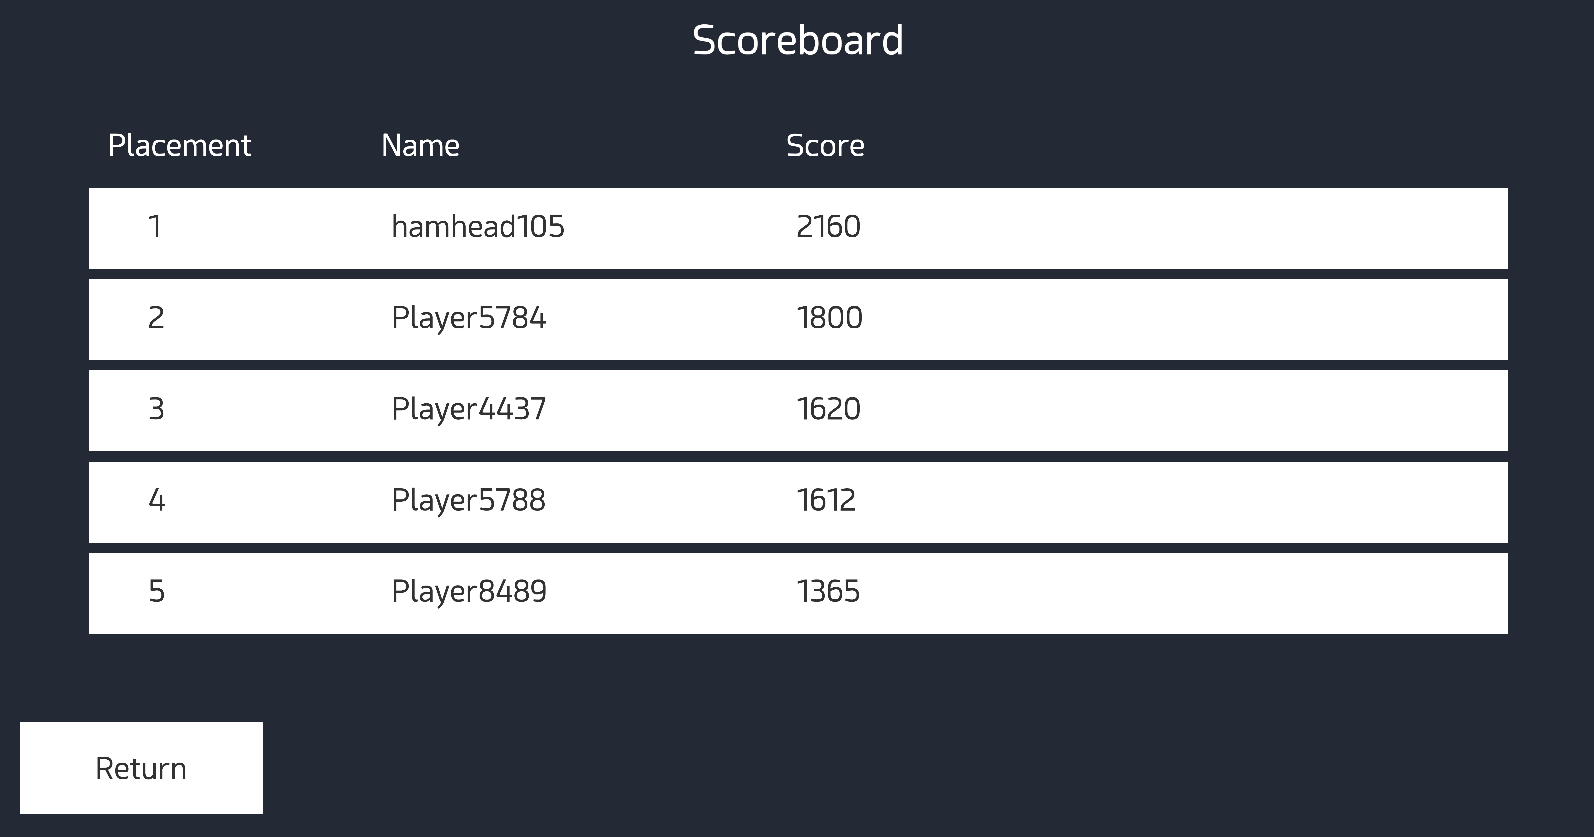 Scoreboard
Placement Name Score
1 hamhead105 2160
2 Player5784 1800
3 Player4437 1620
4 Player5788 1612
5 Player8489 1365
Return